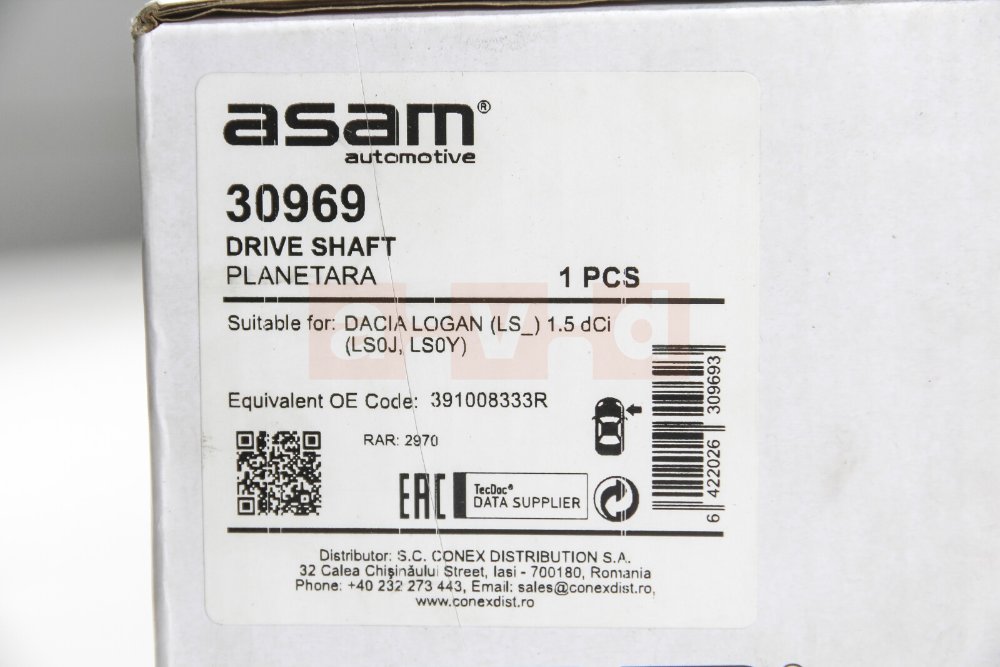 asam®
automotive
30969
DRIVE SHAFT
PLANETARA 1 PCS
Suitable for: DACIA LOGAN (LS_) 1.5 dCi
(LS0J, LS0Y)
Equivalent OE Code: 391008333R
RAR: 2970
EAC
TecDoc®
DATA SUPPLIER
6 422026 309693
Distributor: S.C. CONEX DISTRIBUTION S.A.
32 Calea Chişinăului Street, Iasi - 700180, Romania
Phone: +40 232 273 443, Email: sales@conexdist.ro,
www.conexdist.ro
a v d